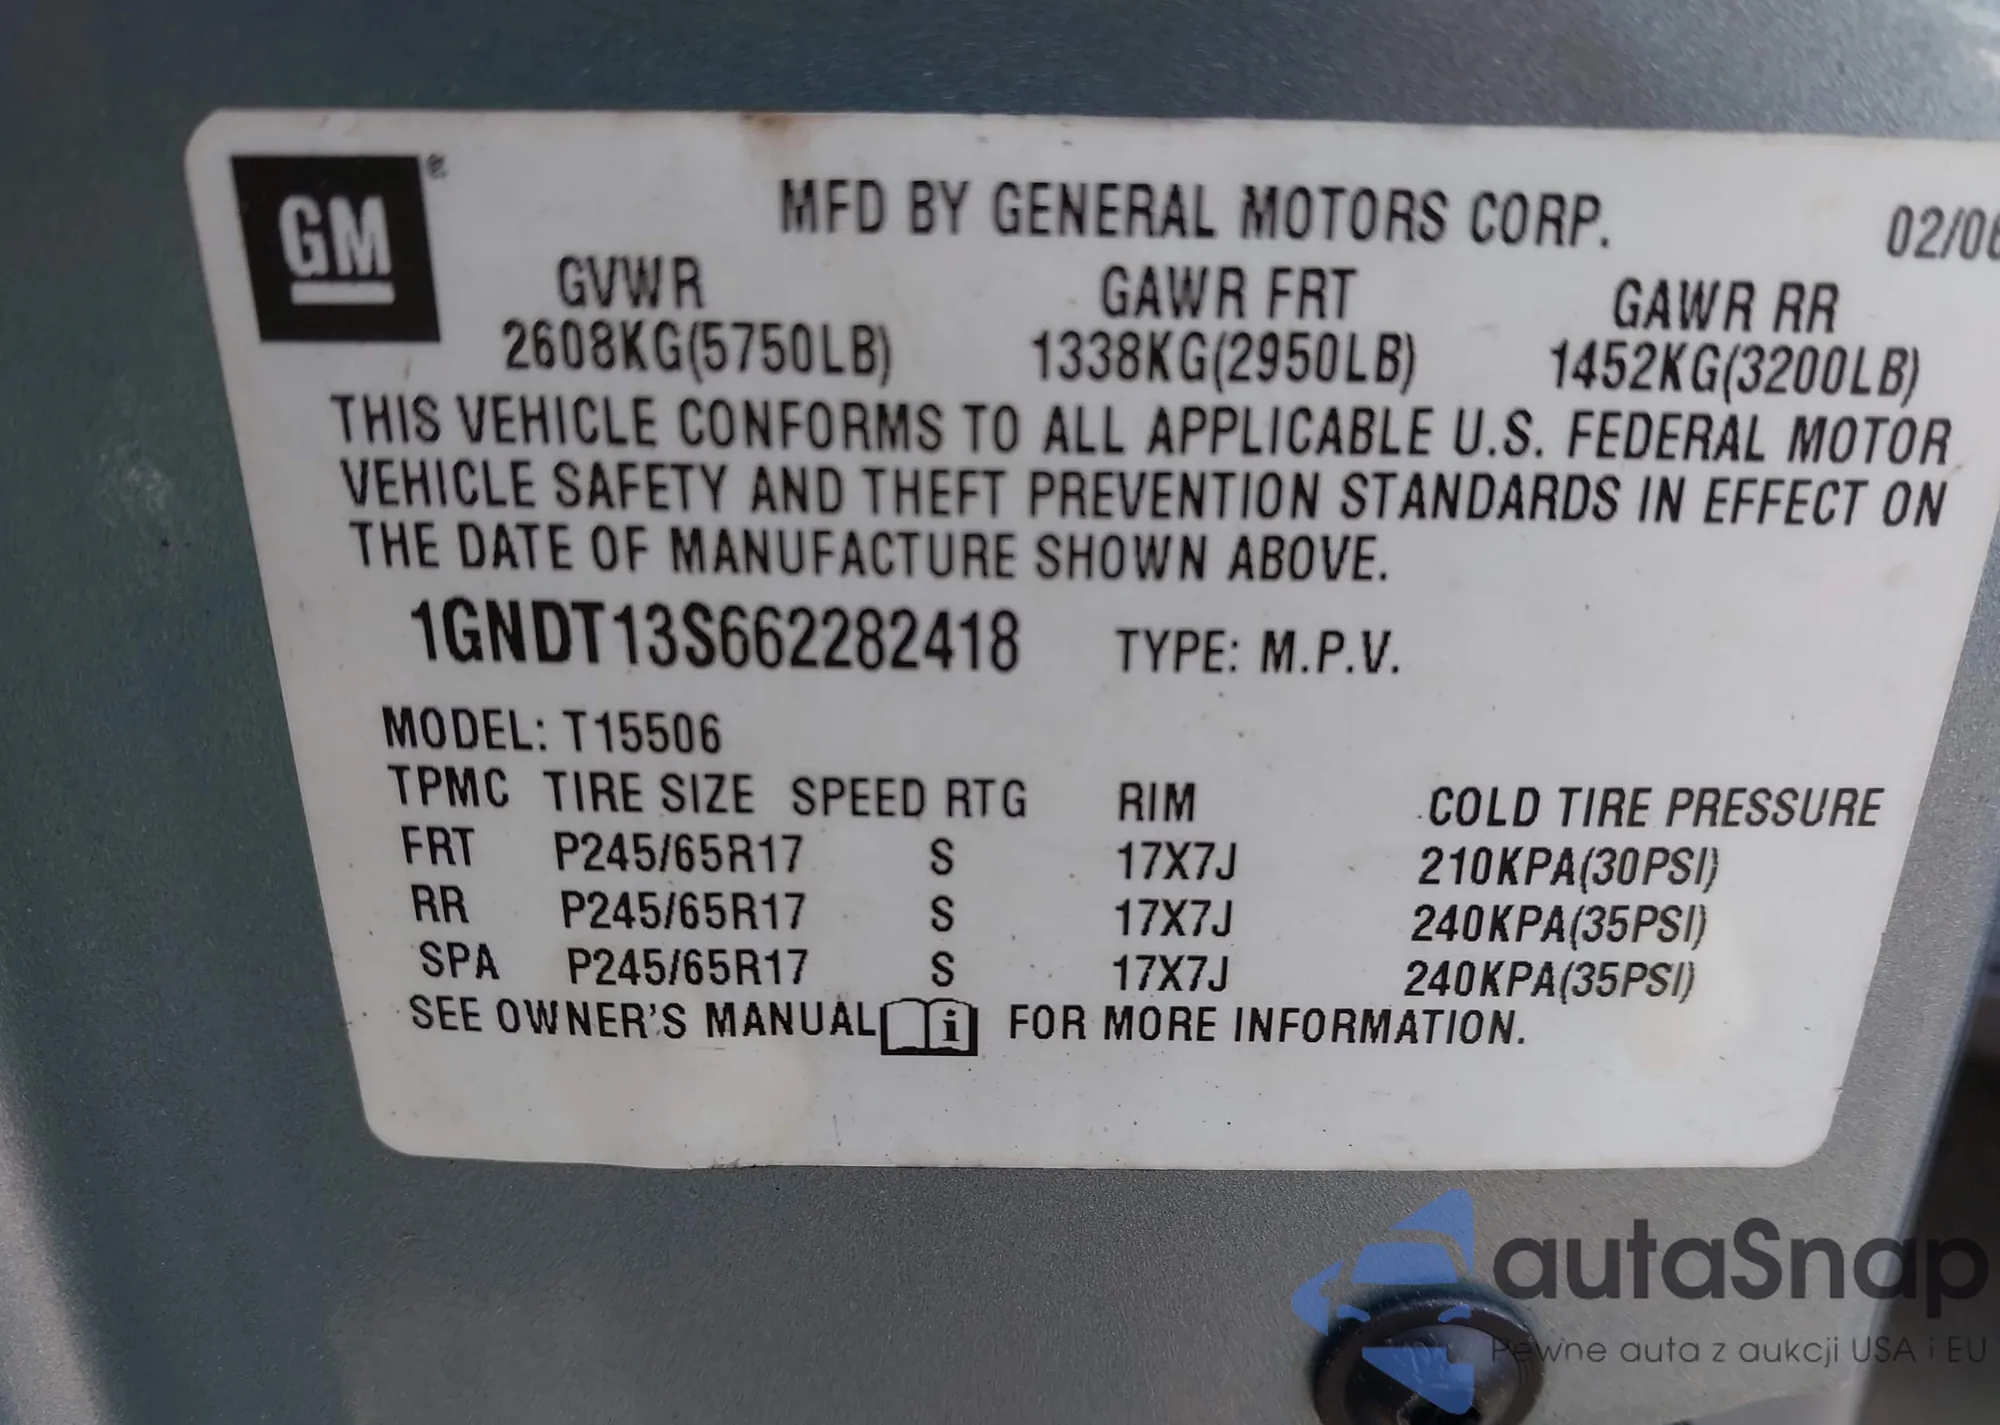 GM®
MFD BY GENERAL MOTORS CORP. 02/06
GVWR GAWR FRT GAWR RR
2608KG(5750LB) 1338KG(2950LB) 1452KG(3200LB)
THIS VEHICLE CONFORMS TO ALL APPLICABLE U.S. FEDERAL MOTOR
VEHICLE SAFETY AND THEFT PREVENTION STANDARDS IN EFFECT ON
THE DATE OF MANUFACTURE SHOWN ABOVE.
1GNDT13S662282418 TYPE: M.P.V.
MODEL: T15506
TPMC TIRE SIZE SPEED RTG RIM COLD TIRE PRESSURE
FRT P245/65R17 S 17X7J 210KPA(30PSI)
RR P245/65R17 S 17X7J 240KPA(35PSI)
SPA P245/65R17 S 17X7J 240KPA(35PSI)
SEE OWNER'S MANUAL i FOR MORE INFORMATION.
autaSnap
Pewne auta z aukcji USA i EU